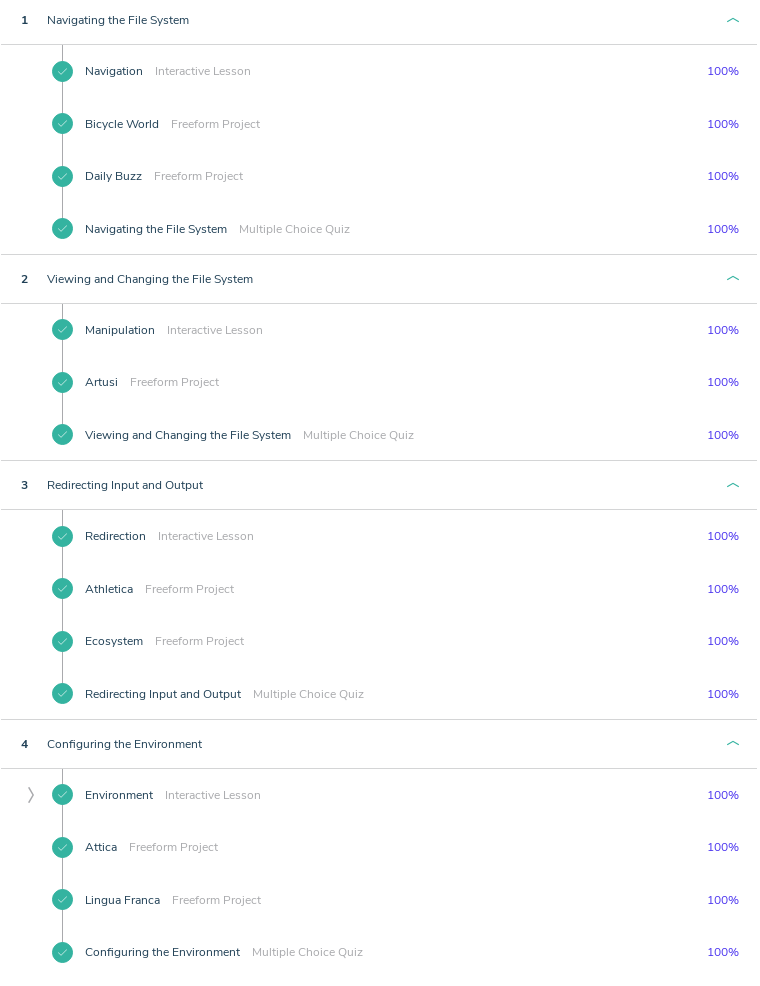 1 Navigating the File System
Navigation Interactive Lesson 100%
Bicycle World Freeform Project 100%
Daily Buzz Freeform Project 100%
Navigating the File System Multiple Choice Quiz 100%
2 Viewing and Changing the File System
Manipulation Interactive Lesson 100%
Artusi Freeform Project 100%
Viewing and Changing the File System Multiple Choice Quiz 100%
3 Redirecting Input and Output
Redirection Interactive Lesson 100%
Athletica Freeform Project 100%
Ecosystem Freeform Project 100%
Redirecting Input and Output Multiple Choice Quiz 100%
4 Configuring the Environment
Environment Interactive Lesson 100%
Attica Freeform Project 100%
Lingua Franca Freeform Project 100%
Configuring the Environment Multiple Choice Quiz 100%